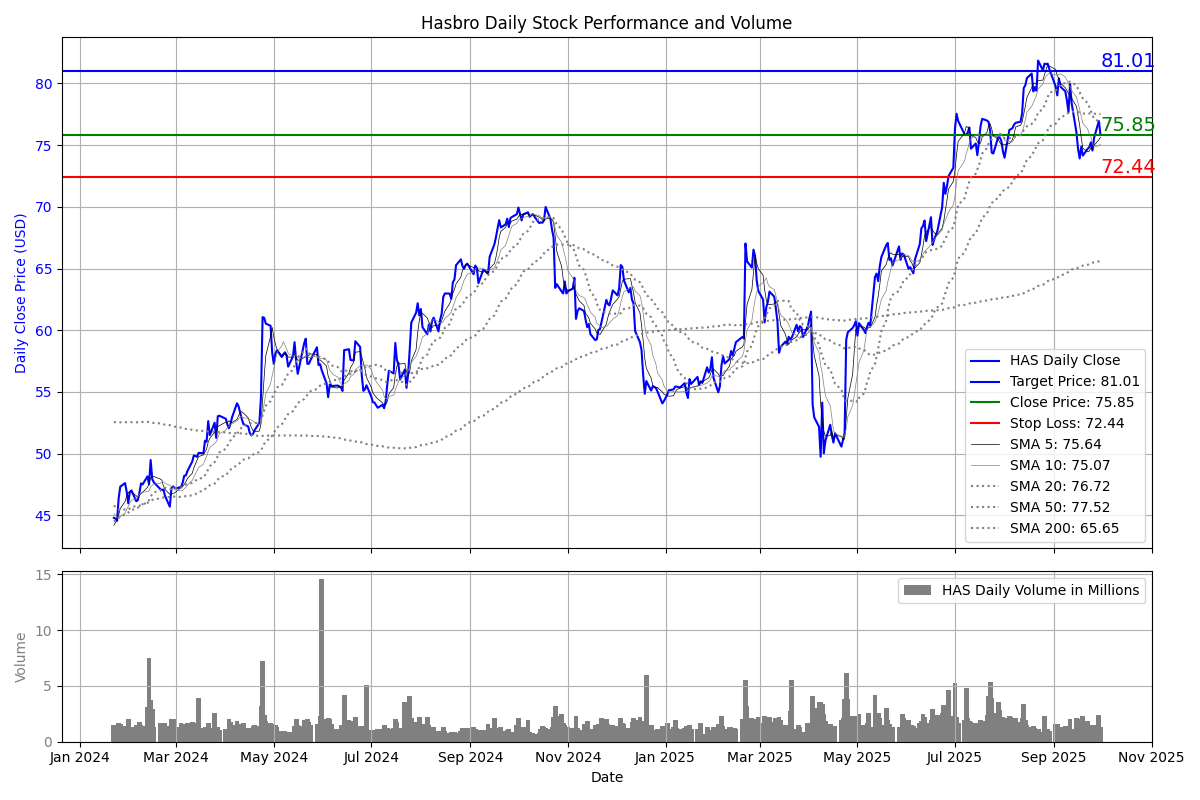 Hasbro Daily Stock Performance and Volume
Daily Close Price (USD)
80
75
70
65
60
55
50
45
81.01
75.85
72.44
HAS Daily Close
Target Price: 81.01
Close Price: 75.85
Stop Loss: 72.44
SMA 5: 75.64
SMA 10: 75.07
SMA 20: 76.72
SMA 50: 77.52
SMA 200: 65.65
Volume
15
10
5
0
HAS Daily Volume in Millions
Jan 2024 Mar 2024 May 2024 Jul 2024 Sep 2024 Nov 2024 Jan 2025 Mar 2025 May 2025 Jul 2025 Sep 2025 Nov 2025
Date